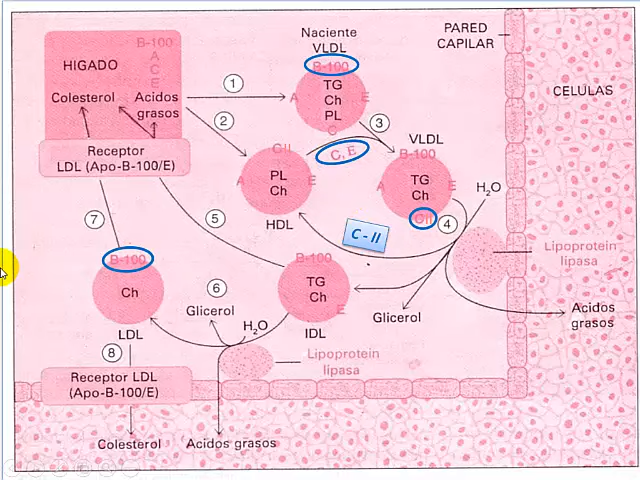 Naciente
VLDL
PARED
CAPILAR
B-100
A
C
E
HIGADO
Colesterol
Acidos
grasos
B-100
A
E
TG
Ch
PL
C
CELULAS
1
2
3
Receptor
LDL (Apo-B-100/E)
CII
A
E
PL
Ch
HDL
C, E
VLDL
B-100
TG
Ch
E
CII
4
H₂O
C - II
Lipoprotein
lipasa
7
5
B-100
Ch
LDL
6
Glicerol
H₂O
B-100
TG
Ch
E
IDL
Glicerol
Acidos
grasos
8
Lipoprotein
lipasa
Receptor LDL
(Apo-B-100/E)
Colesterol
Acidos grasos